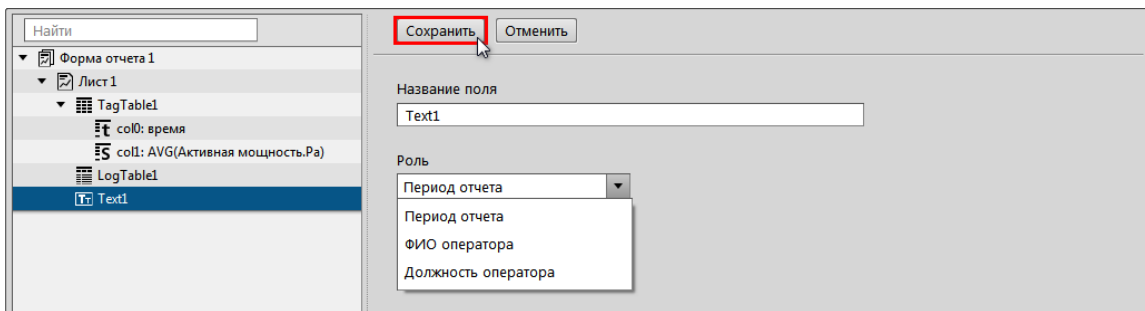 Найти
Форма отчета 1
Лист 1
TagTable1
col0: время
col1: AVG(Активная мощность.Pa)
LogTable1
Text1
Сохранить Отменить
Название поля
Text1
Роль
Период отчета
Период отчета
ФИО оператора
Должность оператора